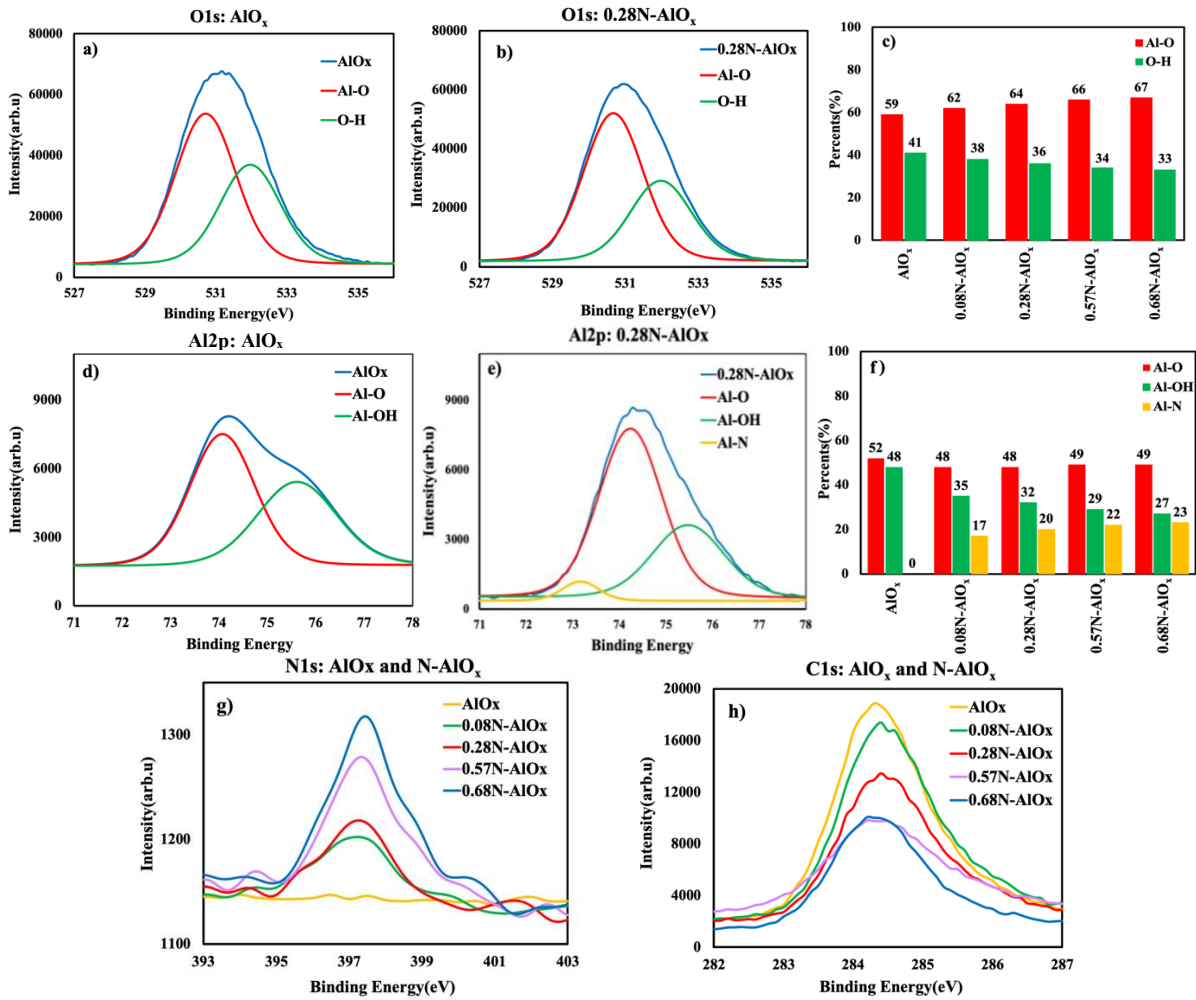 O1s: AlOx
a)
AlOx
Al-O
O-H
80000
60000
40000
20000
0
527 529 531 533 535
Intensity(arb.u)
Binding Energy(eV)
O1s: 0.28N-AlOx
b)
0.28N-AlOx
Al-O
O-H
80000
60000
40000
20000
0
527 529 531 533 535
Intensity(arb.u)
Binding Energy(eV)
c)
Al-O
O-H
100
80
60
40
20
0
59 41 62 38 64 36 66 34 67 33
Percents(%)
AlOx
0.08N-AlOx
0.28N-AlOx
0.57N-AlOx
0.68N-AlOx
Al2p: AlOx
d)
AlOx
Al-O
Al-OH
9000
6000
3000
0
71 72 73 74 75 76 77 78
Intensity(arb.u)
Binding Energy
Al2p: 0.28N-AlOx
e)
0.28N-AlOx
Al-O
Al-OH
Al-N
9000
6000
3000
0
71 72 73 74 75 76 77 78
Intensity(arb.u)
Binding Energy
f)
Al-O
Al-OH
Al-N
100
80
60
40
20
0
52 48 0 48 35 17 48 32 20 49 29 22 49 27 23
Percents(%)
AlOx
0.08N-AlOx
0.28N-AlOx
0.57N-AlOx
0.68N-AlOx
N1s: AlOx and N-AlOx
g)
AlOx
0.08N-AlOx
0.28N-AlOx
0.57N-AlOx
0.68N-AlOx
1300
1200
1100
393 395 397 399 401 403
Intensity(arb.u)
Binding Energy(eV)
C1s: AlOx and N-AlOx
h)
AlOx
0.08N-AlOx
0.28N-AlOx
0.57N-AlOx
0.68N-AlOx
20000
16000
12000
8000
4000
0
282 283 284 285 286 287
Intensity(arb.u)
Binding Energy(eV)